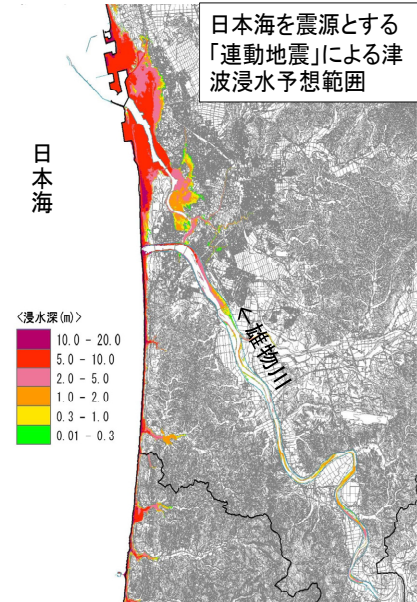 日本海を震源とする
「連動地震」による津
波浸水予想範囲
日本海
<浸水深(m)>
10.0 - 20.0
5.0 - 10.0
2.0 - 5.0
1.0 - 2.0
0.3 - 1.0
0.01 - 0.3
←雄物川